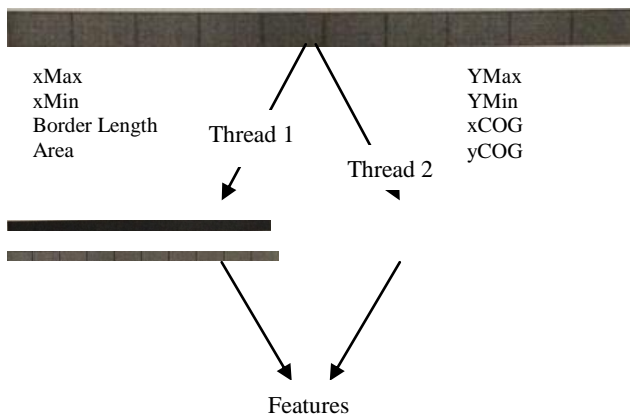 xMax
xMin
Border Length
Area
YMax
YMin
xCOG
yCOG
Thread 1
Thread 2
Features